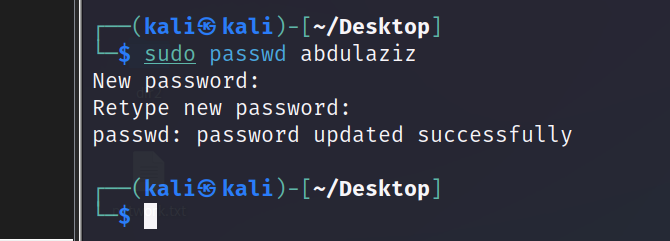 ┌──(kali㉿kali)-[~/Desktop]
└─$ sudo passwd abdulaziz
New password:
Retype new password:
passwd: password updated successfully
┌──(kali㉿kali)-[~/Desktop]
└─$